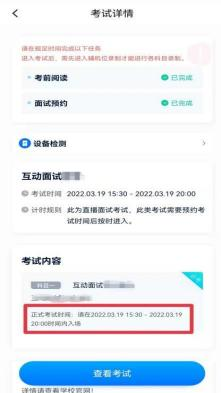 考试详情
请在规定时间完成以下任务
进入考试后，需先进入辅机位录制才能进行各科目录制。
考前阅读
已完成
面试预约
已完成
设备检测
互动面试
考试时间 2022.03.19 15:30 - 2022.03.19 20:00
计时规则 此为直播面试考试，此类考试需要预约考
试时间后按时进入。
考试内容
科目一 互动面试
正式考试时间：请在2022.03.19 15:30 - 2022.03.19
20:00时间内入场
查看考试
详情请查看学校官网!